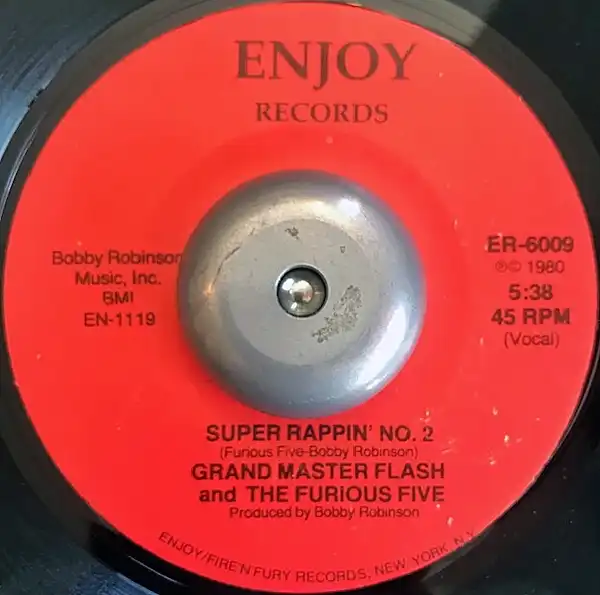 ENJOY
RECORDS
Bobby Robinson
Music, Inc.
BMI
EN-1119
ER-6009
℗© 1980
5:38
45 RPM
(Vocal)
SUPER RAPPIN' NO. 2
(Furious Five-Bobby Robinson)
GRAND MASTER FLASH
and THE FURIOUS FIVE
Produced by Bobby Robinson
ENJOY/FIRE'N'FURY RECORDS, NEW YORK, N.Y.